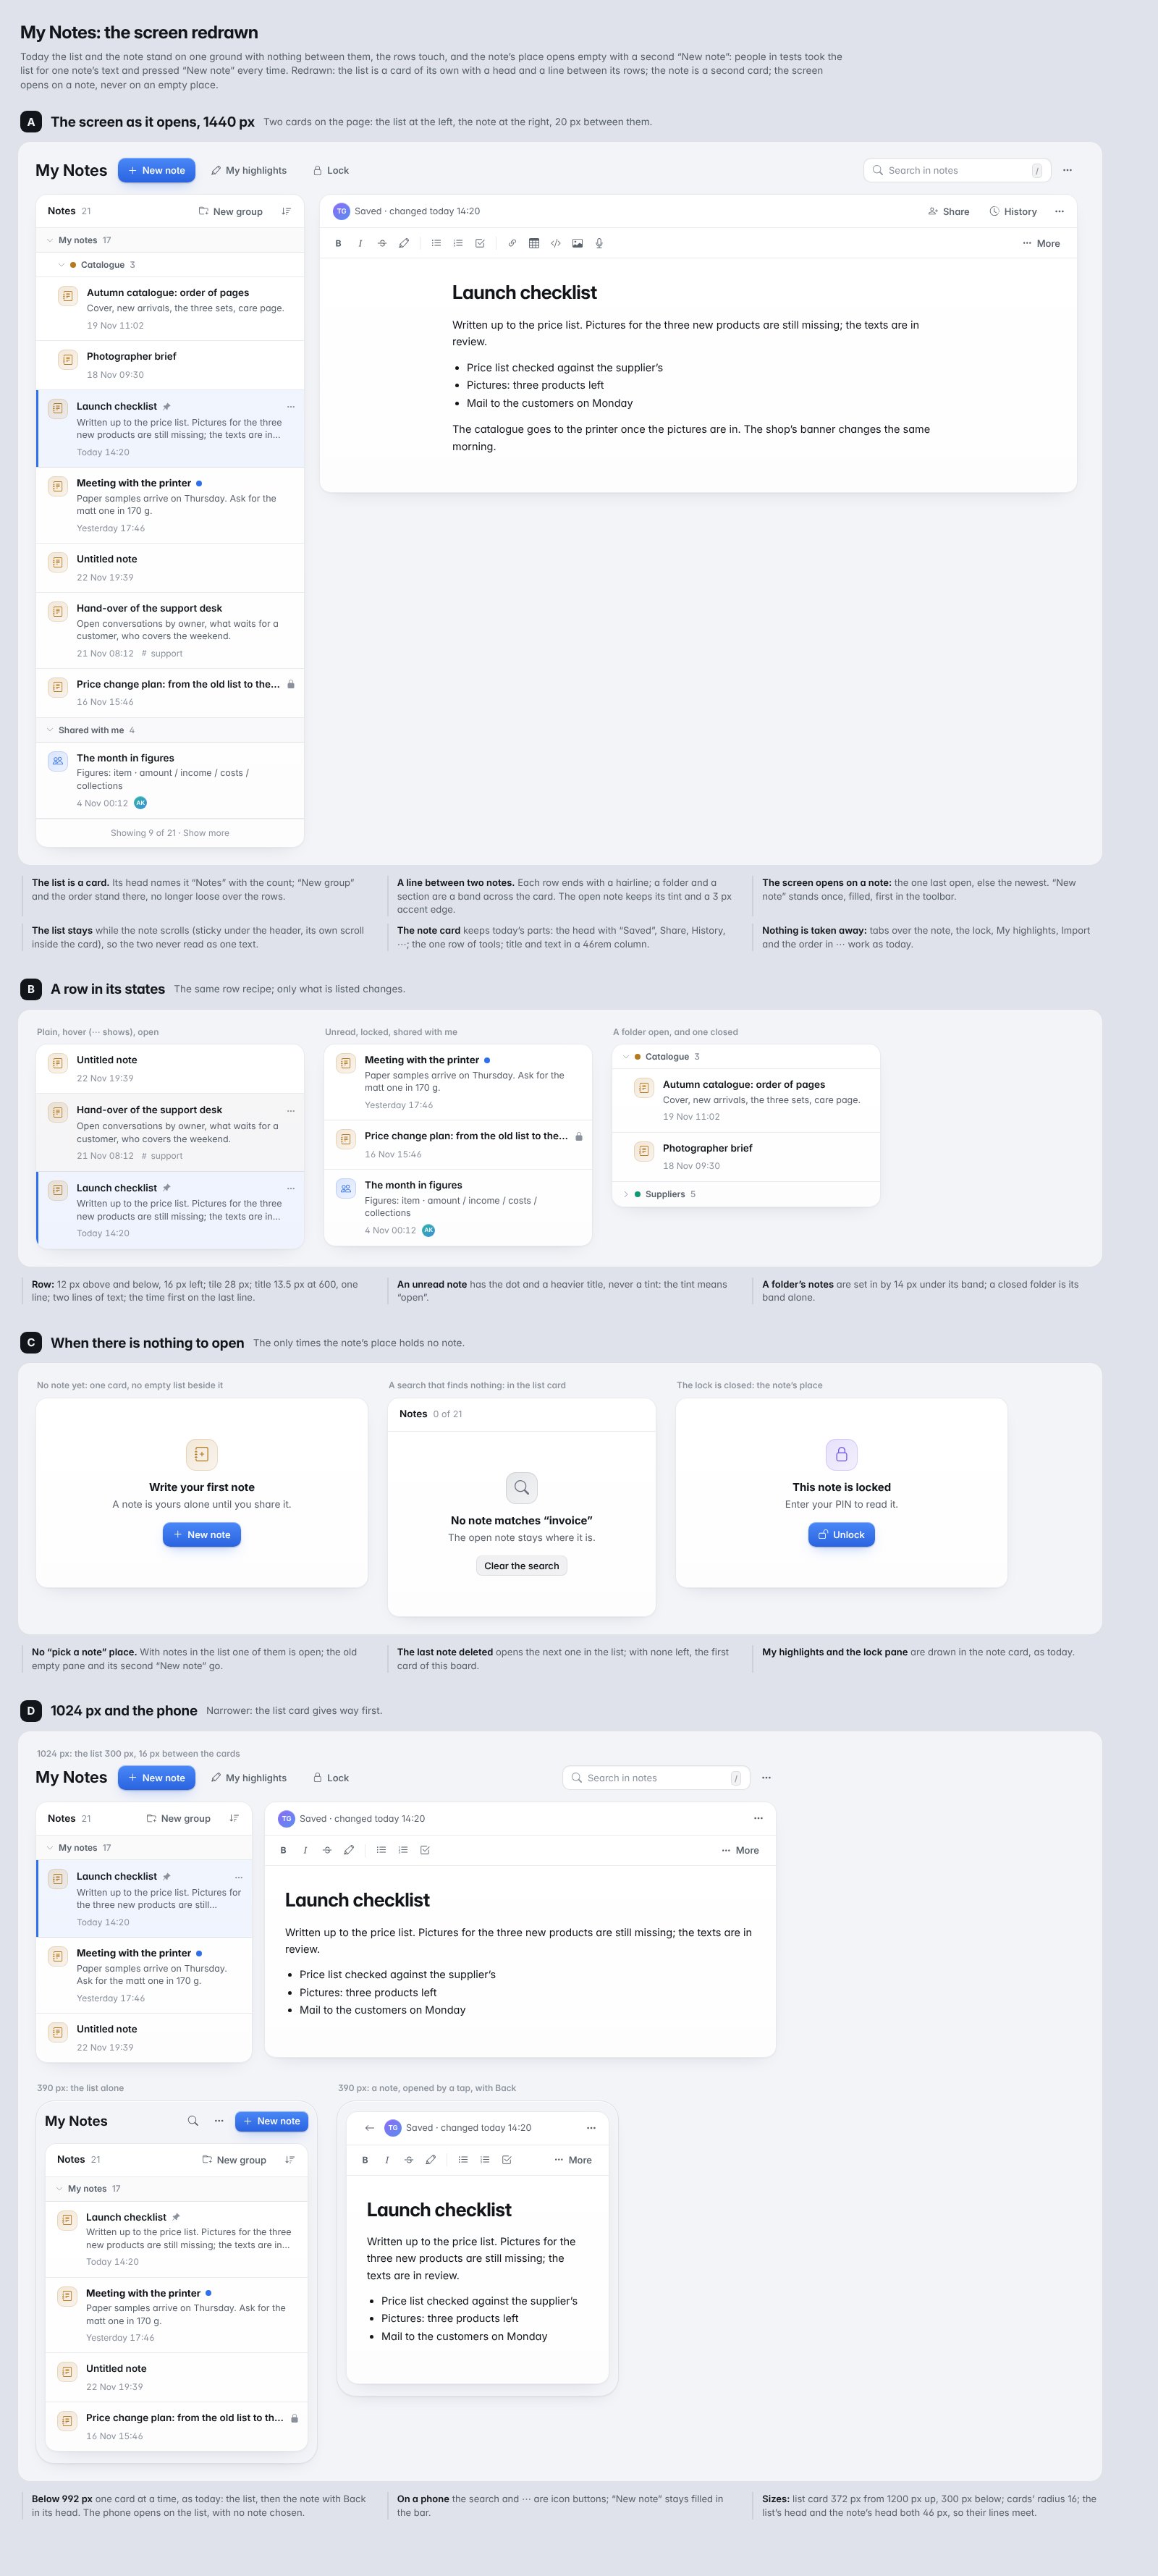 My Notes: the screen redrawn
Today the list and the note stand on one ground with nothing between them, the rows touch, and the note’s place opens empty with a second “New note”: people in tests took the
list for one note’s text and pressed “New note” every time. Redrawn: the list is a card of its own with a head and a line between its rows; the note is a second card; the screen
opens on a note, never on an empty place.
A The screen as it opens, 1440 px Two cards on the page: the list at the left, the note at the right, 20 px between them.
My Notes + New note My highlights Lock Search in notes / ···
Notes 21 New group
My notes 17
Catalogue 3
Autumn catalogue: order of pages
Cover, new arrivals, the three sets, care page.
19 Nov 11:02
Photographer brief
18 Nov 09:30
Launch checklist ···
Written up to the price list. Pictures for the three
new products are still missing; the texts are in…
Today 14:20
Meeting with the printer
Paper samples arrive on Thursday. Ask for the
matt one in 170 g.
Yesterday 17:46
Untitled note
22 Nov 19:39
Hand-over of the support desk
Open conversations by owner, what waits for a
customer, who covers the weekend.
21 Nov 08:12 # support
Price change plan: from the old list to the…
16 Nov 15:46
Shared with me 4
The month in figures
Figures: item · amount / income / costs /
collections
4 Nov 00:12 AK
Showing 9 of 21 · Show more
TG Saved · changed today 14:20 Share History ···
B I S ··· More
Launch checklist
Written up to the price list. Pictures for the three new products are still missing; the texts are in
review.
• Price list checked against the supplier’s
• Pictures: three products left
• Mail to the customers on Monday
The catalogue goes to the printer once the pictures are in. The shop’s banner changes the same
morning.
The list is a card. Its head names it “Notes” with the count; “New group”
and the order stand there, no longer loose over the rows.
A line between two notes. Each row ends with a hairline; a folder and a
section are a band across the card. The open note keeps its tint and a 3 px
accent edge.
The screen opens on a note: the one last open, else the newest. “New
note” stands once, filled, first in the toolbar.
The list stays while the note scrolls (sticky under the header, its own scroll
inside the card), so the two never read as one text.
The note card keeps today’s parts: the head with “Saved”, Share, History,
···; the one row of tools; title and text in a 46rem column.
Nothing is taken away: tabs over the note, the lock, My highlights, Import
and the order in ··· work as today.
B A row in its states The same row recipe; only what is listed changes.
Plain, hover (··· shows), open
Untitled note
22 Nov 19:39
Hand-over of the support desk ···
Open conversations by owner, what waits for a
customer, who covers the weekend.
21 Nov 08:12 # support
Launch checklist ···
Written up to the price list. Pictures for the three
new products are still missing; the texts are in…
Today 14:20
Unread, locked, shared with me
Meeting with the printer
Paper samples arrive on Thursday. Ask for the
matt one in 170 g.
Yesterday 17:46
Price change plan: from the old list to the…
16 Nov 15:46
The month in figures
Figures: item · amount / income / costs /
collections
4 Nov 00:12 AK
A folder open, and one closed
Catalogue 3
Autumn catalogue: order of pages
Cover, new arrivals, the three sets, care page.
19 Nov 11:02
Photographer brief
18 Nov 09:30
Suppliers 5
Row: 12 px above and below, 16 px left; tile 28 px; title 13.5 px at 600, one
line; two lines of text; the time first on the last line.
An unread note has the dot and a heavier title, never a tint: the tint means
“open”.
A folder’s notes are set in by 14 px under its band; a closed folder is its
band alone.
C When there is nothing to open The only times the note’s place holds no note.
No note yet: one card, no empty list beside it
Write your first note
A note is yours alone until you share it.
+ New note
A search that finds nothing: in the list card
Notes 0 of 21
No note matches “invoice”
The open note stays where it is.
Clear the search
The lock is closed: the note’s place
This note is locked
Enter your PIN to read it.
Unlock
No “pick a note” place. With notes in the list one of them is open; the old
empty pane and its second “New note” go.
The last note deleted opens the next one in the list; with none left, the first
card of this board.
My highlights and the lock pane are drawn in the note card, as today.
D 1024 px and the phone Narrower: the list card gives way first.
1024 px: the list 300 px, 16 px between the cards
My Notes + New note My highlights Lock Search in notes / ···
Notes 21 New group
My notes 17
Launch checklist ···
Written up to the price list. Pictures for
the three new products are still…
Today 14:20
Meeting with the printer
Paper samples arrive on Thursday.
Ask for the matt one in 170 g.
Yesterday 17:46
Untitled note
22 Nov 19:39
TG Saved · changed today 14:20 ···
B I S ··· More
Launch checklist
Written up to the price list. Pictures for the three new products are still missing; the texts are in
review.
• Price list checked against the supplier’s
• Pictures: three products left
• Mail to the customers on Monday
390 px: the list alone
My Notes ··· + New note
Notes 21 New group
My notes 17
Launch checklist
Written up to the price list. Pictures for the three
new products are still missing; the texts are in…
Today 14:20
Meeting with the printer
Paper samples arrive on Thursday. Ask for the
matt one in 170 g.
Yesterday 17:46
Untitled note
22 Nov 19:39
Price change plan: from the old list to th…
16 Nov 15:46
390 px: a note, opened by a tap, with Back
← TG Saved · changed today 14:20 ···
B I S ··· More
Launch checklist
Written up to the price list. Pictures for the
three new products are still missing; the
texts are in review.
• Price list checked against the supplier’s
• Pictures: three products left
• Mail to the customers on Monday
Below 992 px one card at a time, as today: the list, then the note with Back
in its head. The phone opens on the list, with no note chosen.
On a phone the search and ··· are icon buttons; “New note” stays filled in
the bar.
Sizes: list card 372 px from 1200 px up, 300 px below; cards’ radius 16; the
list’s head and the note’s head both 46 px, so their lines meet.